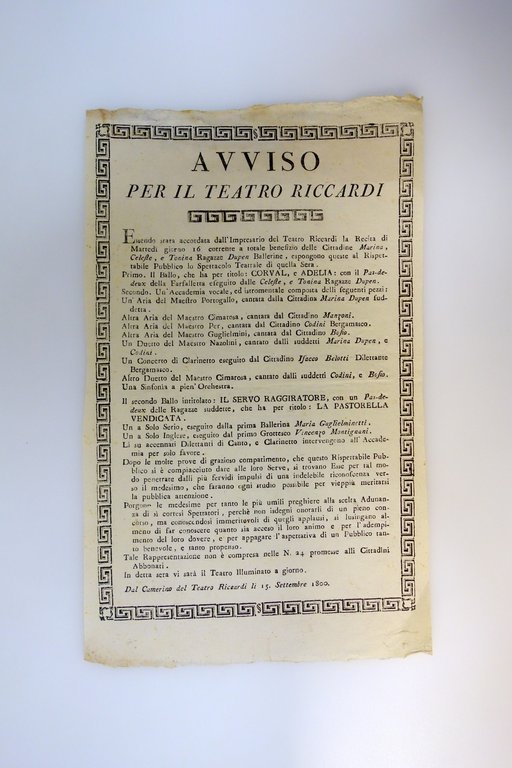 AVVISO
PER IL TEATRO RICCARDI
Essendo stata accordata dall'Impresario del Teatro Riccardi la Recita di
Martedì giorno 16 corrente a totale benefizio delle Cittadine Marina,
Celeste, e Tonina Ragazze Dupen Ballerine, espongono queste al Rispet-
tabile Pubblico lo Spettacolo Teatrale di quella Sera.
Primo. Il Ballo, che ha per titolo: CORVAL, e ADELIA: con il Pas-de-
deux della Farfalletta eseguito dalle Celeste, e Tonina Ragazze Dupen.
Secondo. Un'Accademia vocale, ed istromentale composta delli seguenti pezzi:
Un'Aria del Maestro Portogallo, cantata dalla Cittadina Marina Dupen sud-
detta.
Altra Aria del Maestro Cimarosa, cantara dal Cittadino Manzoni.
Altra Aria del Maestro Per, cantata dal Cittadino Codini Bergamasco.
Altra Aria del Maestro Guglielmini, cantata dal Cittadino Bosio.
Un Duetto del Maestro Nazolini, cantato dalli suddetti Marina Dupen, e
Codini.
Un Concerto di Clarinetto eseguito dal Cittadino Isacco Belotti Dilettante
Bergamasco.
Altro Duetto del Maestro Cimarosa, cantato dalli suddetti Codini, e Bosio.
Una Sinfonia a pien'Orchestra.
Il secondo Ballo intitolato: IL SERVO RAGGIRATORE, con un Pas-de-
deux delle Ragazze suddette, che ha per titolo: LA PASTORELLA
VENDICATA.
Un a Solo Serio, eseguito dalla prima Ballerina Maria Guglielminetti.
Un a Solo Inglese, eseguito dal primo Grottesco Vincenzo Montignani.
Li su accennati Dilettanti di Canto, e Clarinetto intervengono all'Accade-
mia per solo favore.
Dopo le molte prove di grazioso compatimento, che questo Rispettabile Pub-
blico si è compiacciuto dare alle loro Serve, si trovano Esse per tal mo-
do penetrate dalli più fervidi impulsi di una indelebile riconoscenza ver-
so il medesimo, che faranno ogni studio possibile per vieppiù meritarsi
la pubblica attenzione.
Porgono le medesime per tanto le più umili preghiere alla scelta Adunan-
za di sì cortesi Spettatori, perchè non isdegni onorarli di un pieno con-
corso, ma conoscendosi immeritevoli di quegli applausi, si lusingano al-
meno di far conoscere quanto sia acceso il loro animo e per l'adempi-
mento del loro dovere, e per appagare l'aspettativa di un Pubblico tan-
to benevole, e tanto propenso.
Tale Rappresentazione non è compresa nelle N. 24 promesse alli Cittadini
Abbonati.
In detta sera vi sarà il Teatro Illuminato a giorno.
Dal Camerino del Teatro Riccardi li 15. Settembre 1800.